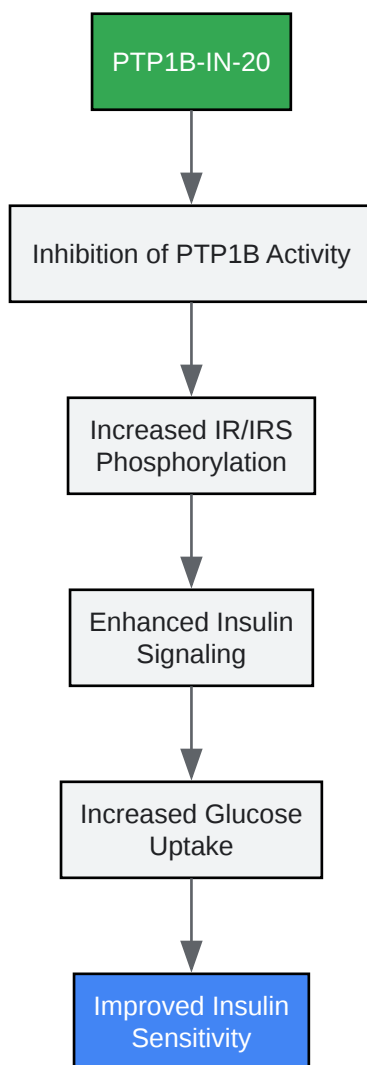 PTP1B-IN-20
Inhibition of PTP1B Activity
Increased IR/IRS
Phosphorylation
Enhanced Insulin
Signaling
Increased Glucose
Uptake
Improved Insulin
Sensitivity